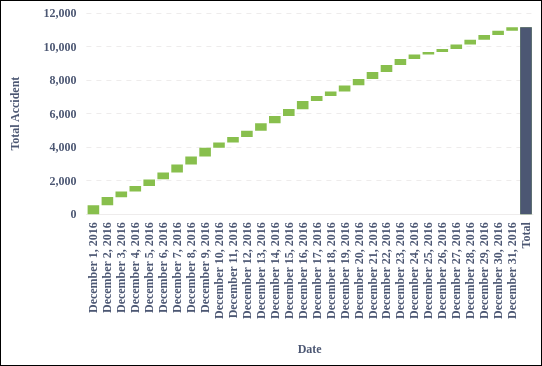 12,000
10,000
8,000
6,000
4,000
2,000
0
Total Accident
December 1, 2016
December 2, 2016
December 3, 2016
December 4, 2016
December 5, 2016
December 6, 2016
December 7, 2016
December 8, 2016
December 9, 2016
December 10, 2016
December 11, 2016
December 12, 2016
December 13, 2016
December 14, 2016
December 15, 2016
December 16, 2016
December 17, 2016
December 18, 2016
December 19, 2016
December 20, 2016
December 21, 2016
December 22, 2016
December 23, 2016
December 24, 2016
December 25, 2016
December 26, 2016
December 27, 2016
December 28, 2016
December 29, 2016
December 30, 2016
December 31, 2016
Total
Date